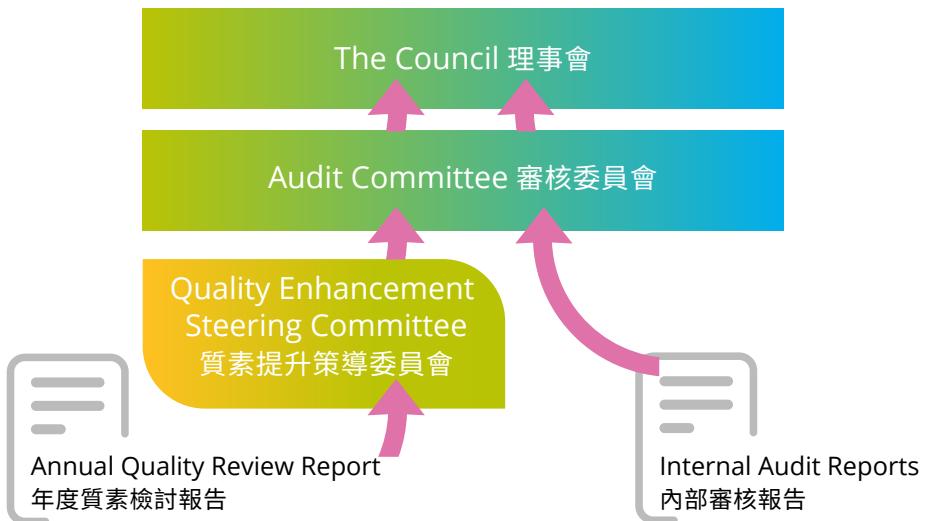 The Council 理事會
Audit Committee 審核委員會
Quality Enhancement
Steering Committee
質素提升策導委員會
Annual Quality Review Report
年度質素檢討報告
Internal Audit Reports
內部審核報告